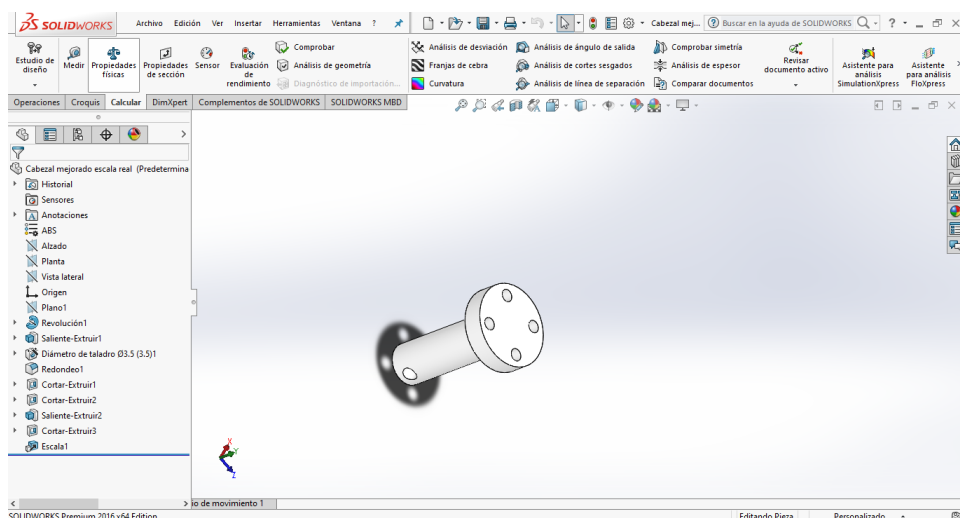 SOLIDWORKS Archivo Edición Ver Insertar Herramientas Ventana ? Cabezal mej... Buscar en la ayuda de SOLIDWORKS ?
Estudio de diseño
Medir
Propiedades físicas
Propiedades de sección
Sensor
Evaluación de rendimiento
Comprobar
Análisis de geometría
Diagnóstico de importación...
Análisis de desviación
Franjas de cebra
Curvatura
Análisis de ángulo de salida
Análisis de cortes sesgados
Análisis de línea de separación
Comprobar simetría
Análisis de espesor
Comparar documentos
Revisar documento activo
Asistente para análisis SimulationXpress
Asistente para análisis FloXpress
Operaciones Croquis Calcular DimXpert Complementos de SOLIDWORKS SOLIDWORKS MBD
Cabezal mejorado escala real (Predetermina
Historial
Sensores
Anotaciones
ABS
Alzado
Planta
Vista lateral
Origen
Plano1
Revolución1
Saliente-Extruir1
Diámetro de taladro Ø3.5 (3.5)1
Redondeo1
Cortar-Extruir1
Cortar-Extruir2
Saliente-Extruir2
Cortar-Extruir3
Escala1
X
Y
Z
io de movimiento 1
SOLIDWORKS Premium 2016 x64 Edition Editando Pieza Personalizado